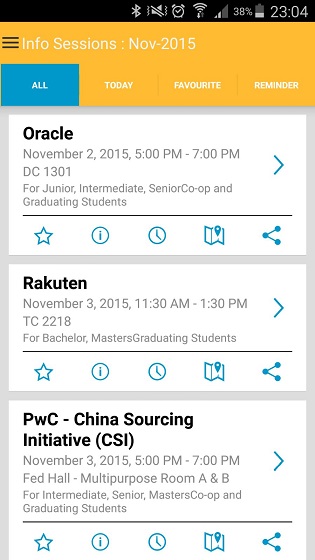 38% 23:04
Info Sessions : Nov-2015
ALL TODAY FAVOURITE REMINDER
Oracle
November 2, 2015, 5:00 PM - 7:00 PM
DC 1301
For Junior, Intermediate, SeniorCo-op and
Graduating Students
Rakuten
November 3, 2015, 11:30 AM - 1:30 PM
TC 2218
For Bachelor, MastersGraduating Students
PwC - China Sourcing
Initiative (CSI)
November 3, 2015, 5:00 PM - 7:00 PM
Fed Hall - Multipurpose Room A & B
For Intermediate, Senior, MastersCo-op and
Graduating Students